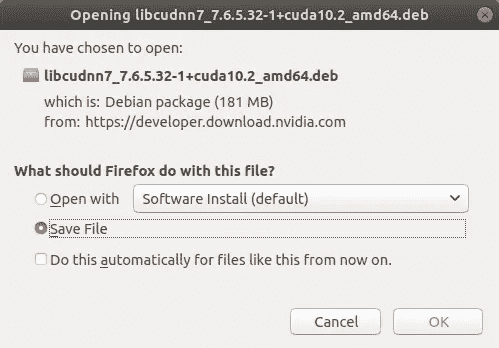 Opening libcudnn7_7.6.5.32-1+cuda10.2_amd64.deb
You have chosen to open:
libcudnn7_7.6.5.32-1+cuda10.2_amd64.deb
which is: Debian package (181 MB)
from: https://developer.download.nvidia.com
What should Firefox do with this file?
Open with Software Install (default)
Save File
Do this automatically for files like this from now on.
Cancel OK